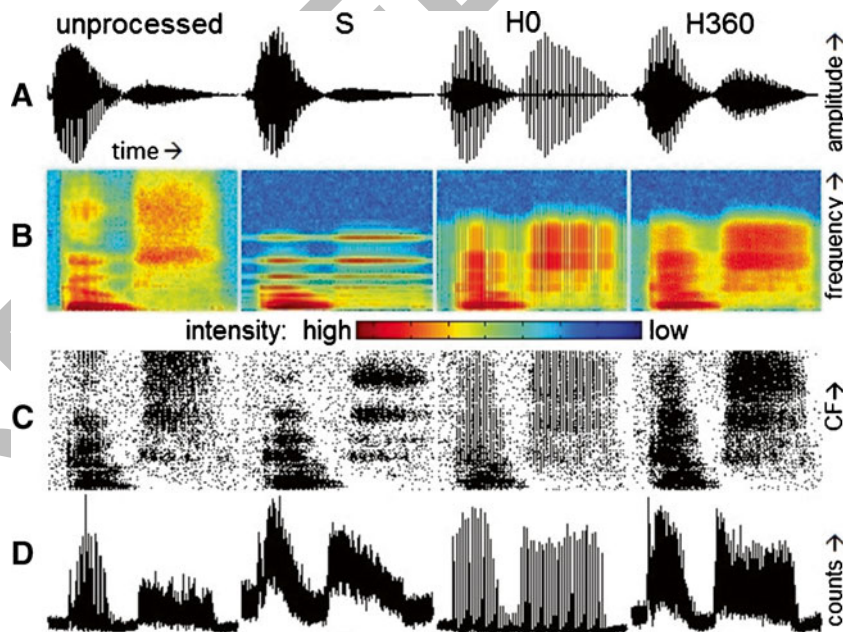 unprocessed S H0 H360
A
amplitude →
time →
B
frequency →
intensity: high low
C
CF →
D
counts →